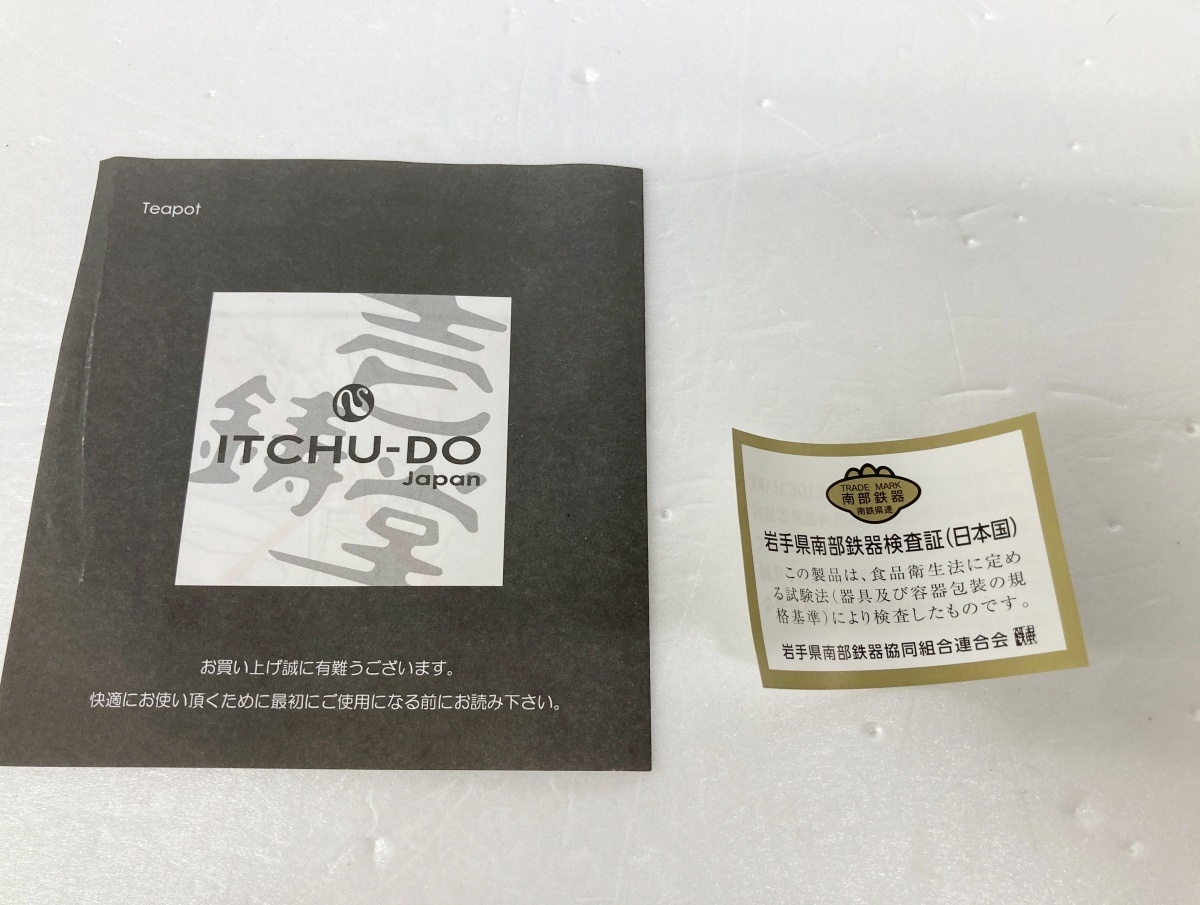 Teapot
壱鋳堂
ITCHU-DO
Japan
お買い上げ誠に有難うございます。
快適にお使い頂くために最初にご使用になる前にお読み下さい。
TRADE MARK
南部鉄器
南鉄県連
岩手県南部鉄器検査証(日本国)
この製品は、食品衛生法に定め
る試験法(器具及び容器包装の規
格基準)により検査したものです。
岩手県南部鉄器協同組合連合会